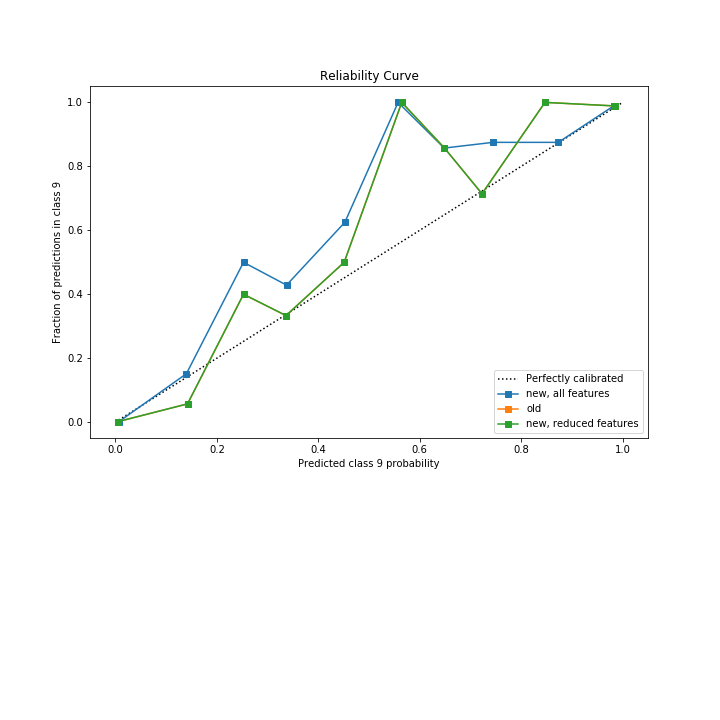 Reliability Curve
Fraction of predictions in class 9
1.0
0.8
0.6
0.4
0.2
0.0
0.0 0.2 0.4 0.6 0.8 1.0
Predicted class 9 probability
Perfectly calibrated
new, all features
old
new, reduced features